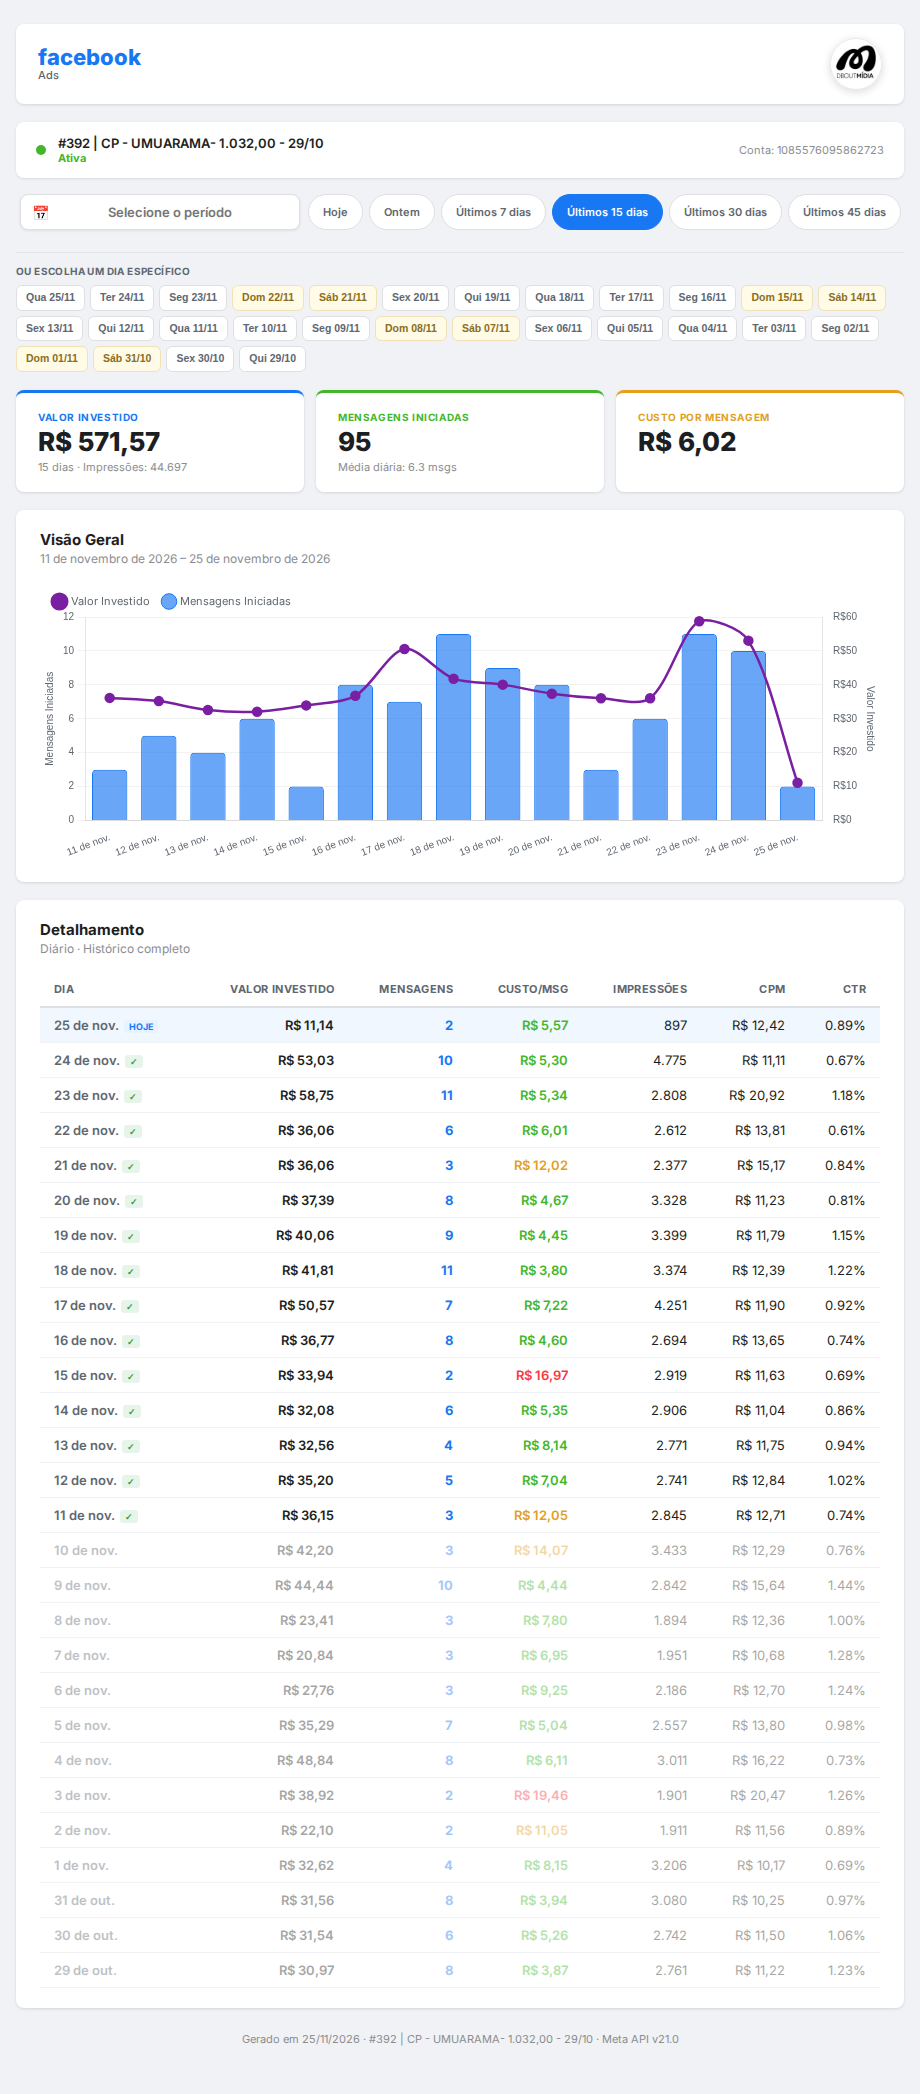 facebook
Ads
DBOUTMÍDIA
#392 | CP - UMUARAMA- 1.032,00 - 29/10
Ativa
Conta: 1085576095862723
Selecione o período
Hoje
Ontem
Últimos 7 dias
Últimos 15 dias
Últimos 30 dias
Últimos 45 dias
OU ESCOLHA UM DIA ESPECÍFICO
Qua 25/11 Ter 24/11 Seg 23/11 Dom 22/11 Sáb 21/11 Sex 20/11 Qui 19/11 Qua 18/11 Ter 17/11 Seg 16/11 Dom 15/11 Sáb 14/11
Sex 13/11 Qui 12/11 Qua 11/11 Ter 10/11 Seg 09/11 Dom 08/11 Sáb 07/11 Sex 06/11 Qui 05/11 Qua 04/11 Ter 03/11 Seg 02/11
Dom 01/11 Sáb 31/10 Sex 30/10 Qui 29/10
VALOR INVESTIDO
R$ 571,57
15 dias · Impressões: 44.697
MENSAGENS INICIADAS
95
Média diária: 6.3 msgs
CUSTO POR MENSAGEM
R$ 6,02
Visão Geral
11 de novembro de 2026 – 25 de novembro de 2026
Valor Investido Mensagens Iniciadas
Mensagens Iniciadas
12
10
8
6
4
2
0
R$60
R$50
R$40
R$30
R$20
R$10
R$0
Valor Investido
11 de nov. 12 de nov. 13 de nov. 14 de nov. 15 de nov. 16 de nov. 17 de nov. 18 de nov. 19 de nov. 20 de nov. 21 de nov. 22 de nov. 23 de nov. 24 de nov. 25 de nov.
Detalhamento
Diário · Histórico completo
DIA VALOR INVESTIDO MENSAGENS CUSTO/MSG IMPRESSÕES CPM CTR
25 de nov. HOJE R$ 11,14 2 R$ 5,57 897 R$ 12,42 0.89%
24 de nov. ✓ R$ 53,03 10 R$ 5,30 4.775 R$ 11,11 0.67%
23 de nov. ✓ R$ 58,75 11 R$ 5,34 2.808 R$ 20,92 1.18%
22 de nov. ✓ R$ 36,06 6 R$ 6,01 2.612 R$ 13,81 0.61%
21 de nov. ✓ R$ 36,06 3 R$ 12,02 2.377 R$ 15,17 0.84%
20 de nov. ✓ R$ 37,39 8 R$ 4,67 3.328 R$ 11,23 0.81%
19 de nov. ✓ R$ 40,06 9 R$ 4,45 3.399 R$ 11,79 1.15%
18 de nov. ✓ R$ 41,81 11 R$ 3,80 3.374 R$ 12,39 1.22%
17 de nov. ✓ R$ 50,57 7 R$ 7,22 4.251 R$ 11,90 0.92%
16 de nov. ✓ R$ 36,77 8 R$ 4,60 2.694 R$ 13,65 0.74%
15 de nov. ✓ R$ 33,94 2 R$ 16,97 2.919 R$ 11,63 0.69%
14 de nov. ✓ R$ 32,08 6 R$ 5,35 2.906 R$ 11,04 0.86%
13 de nov. ✓ R$ 32,56 4 R$ 8,14 2.771 R$ 11,75 0.94%
12 de nov. ✓ R$ 35,20 5 R$ 7,04 2.741 R$ 12,84 1.02%
11 de nov. ✓ R$ 36,15 3 R$ 12,05 2.845 R$ 12,71 0.74%
10 de nov. R$ 42,20 3 R$ 14,07 3.433 R$ 12,29 0.76%
9 de nov. R$ 44,44 10 R$ 4,44 2.842 R$ 15,64 1.44%
8 de nov. R$ 23,41 3 R$ 7,80 1.894 R$ 12,36 1.00%
7 de nov. R$ 20,84 3 R$ 6,95 1.951 R$ 10,68 1.28%
6 de nov. R$ 27,76 3 R$ 9,25 2.186 R$ 12,70 1.24%
5 de nov. R$ 35,29 7 R$ 5,04 2.557 R$ 13,80 0.98%
4 de nov. R$ 48,84 8 R$ 6,11 3.011 R$ 16,22 0.73%
3 de nov. R$ 38,92 2 R$ 19,46 1.901 R$ 20,47 1.26%
2 de nov. R$ 22,10 2 R$ 11,05 1.911 R$ 11,56 0.89%
1 de nov. R$ 32,62 4 R$ 8,15 3.206 R$ 10,17 0.69%
31 de out. R$ 31,56 8 R$ 3,94 3.080 R$ 10,25 0.97%
30 de out. R$ 31,54 6 R$ 5,26 2.742 R$ 11,50 1.06%
29 de out. R$ 30,97 8 R$ 3,87 2.761 R$ 11,22 1.23%
Gerado em 25/11/2026 · #392 | CP - UMUARAMA- 1.032,00 - 29/10 · Meta API v21.0